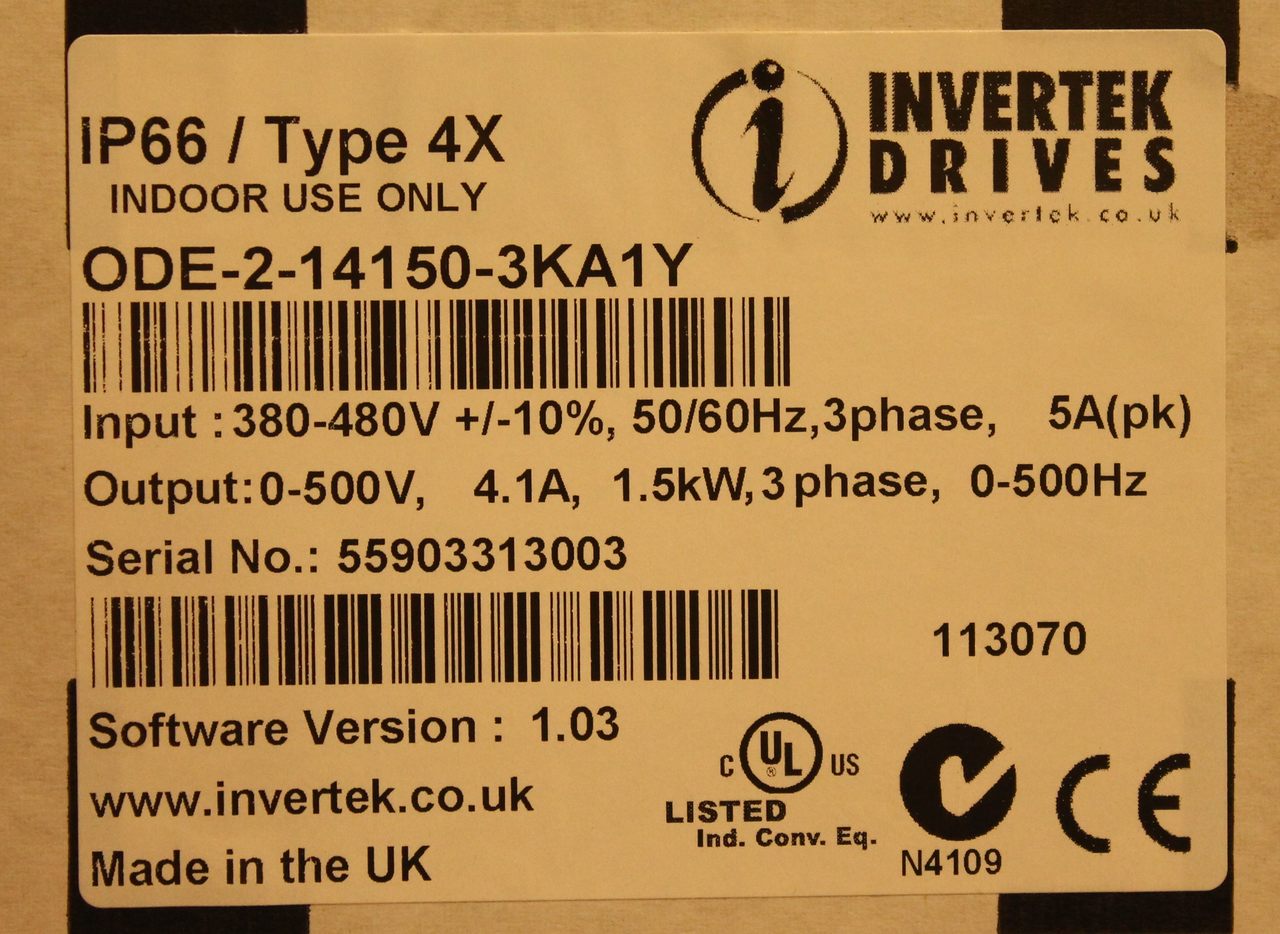 IP66 / Type 4X
INDOOR USE ONLY
INVERTEK
DRIVES
www.invertek.co.uk
ODE-2-14150-3KA1Y
Input : 380-480V +/-10%, 50/60Hz,3phase, 5A(pk)
Output: 0-500V, 4.1A, 1.5kW, 3 phase, 0-500Hz
Serial No.: 55903313003
113070
Software Version : 1.03
www.invertek.co.uk
Made in the UK
C UL ® US
LISTED
Ind. Conv. Eq.
N4109
CE